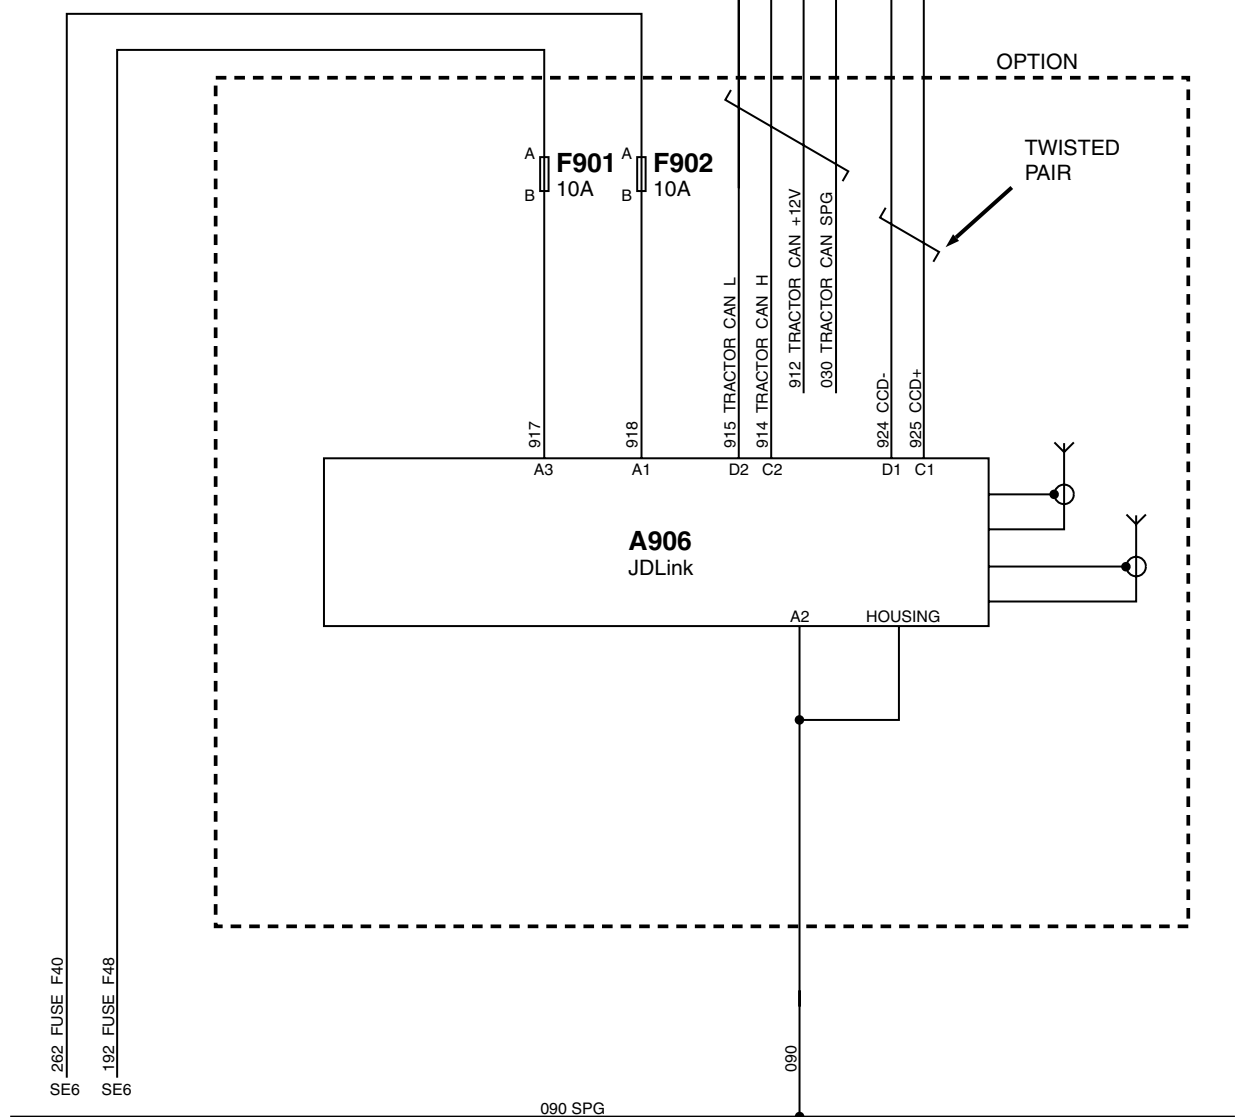 OPTION
TWISTED
PAIR
A
F901
10A
B
A
F902
10A
B
917
918
915 TRACTOR CAN L
914 TRACTOR CAN H
912 TRACTOR CAN +12V
030 TRACTOR CAN SPG
924 CCD-
925 CCD+
A3
A1
D2
C2
D1
C1
A906
JDLink
A2
HOUSING
262 FUSE F40
192 FUSE F48
090
SE6
SE6
090 SPG